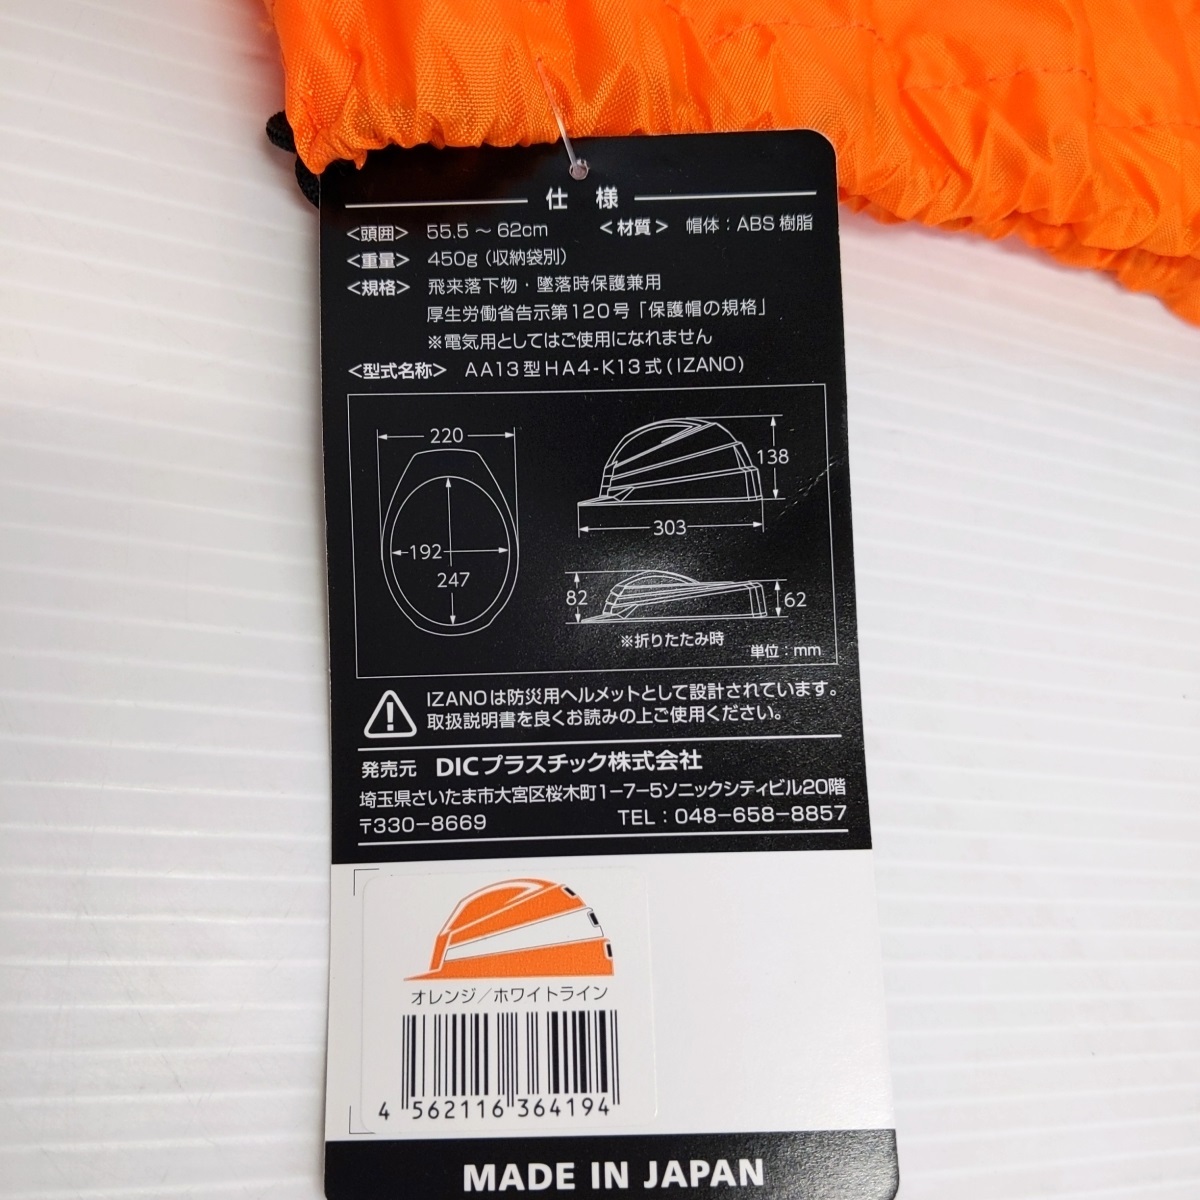 仕 様
<頭囲> 55.5～62cm <材質> 帽体：ABS樹脂
<重量> 450g（収納袋別）
<規格> 飛来落下物・墜落時保護兼用
厚生労働省告示第120号「保護帽の規格」
※電気用としてはご使用になれません
<型式名称> AA13型HA4-K13式(IZANO)
220
192
247
138
303
82
62
※折りたたみ時
単位：mm
IZANOは防災用ヘルメットとして設計されています。
取扱説明書を良くお読みの上ご使用ください。
発売元 DICプラスチック株式会社
埼玉県さいたま市大宮区桜木町1-7-5ソニックシティビル20階
〒330-8669 TEL：048-658-8857
オレンジ／ホワイトライン
4 562116 364194
MADE IN JAPAN